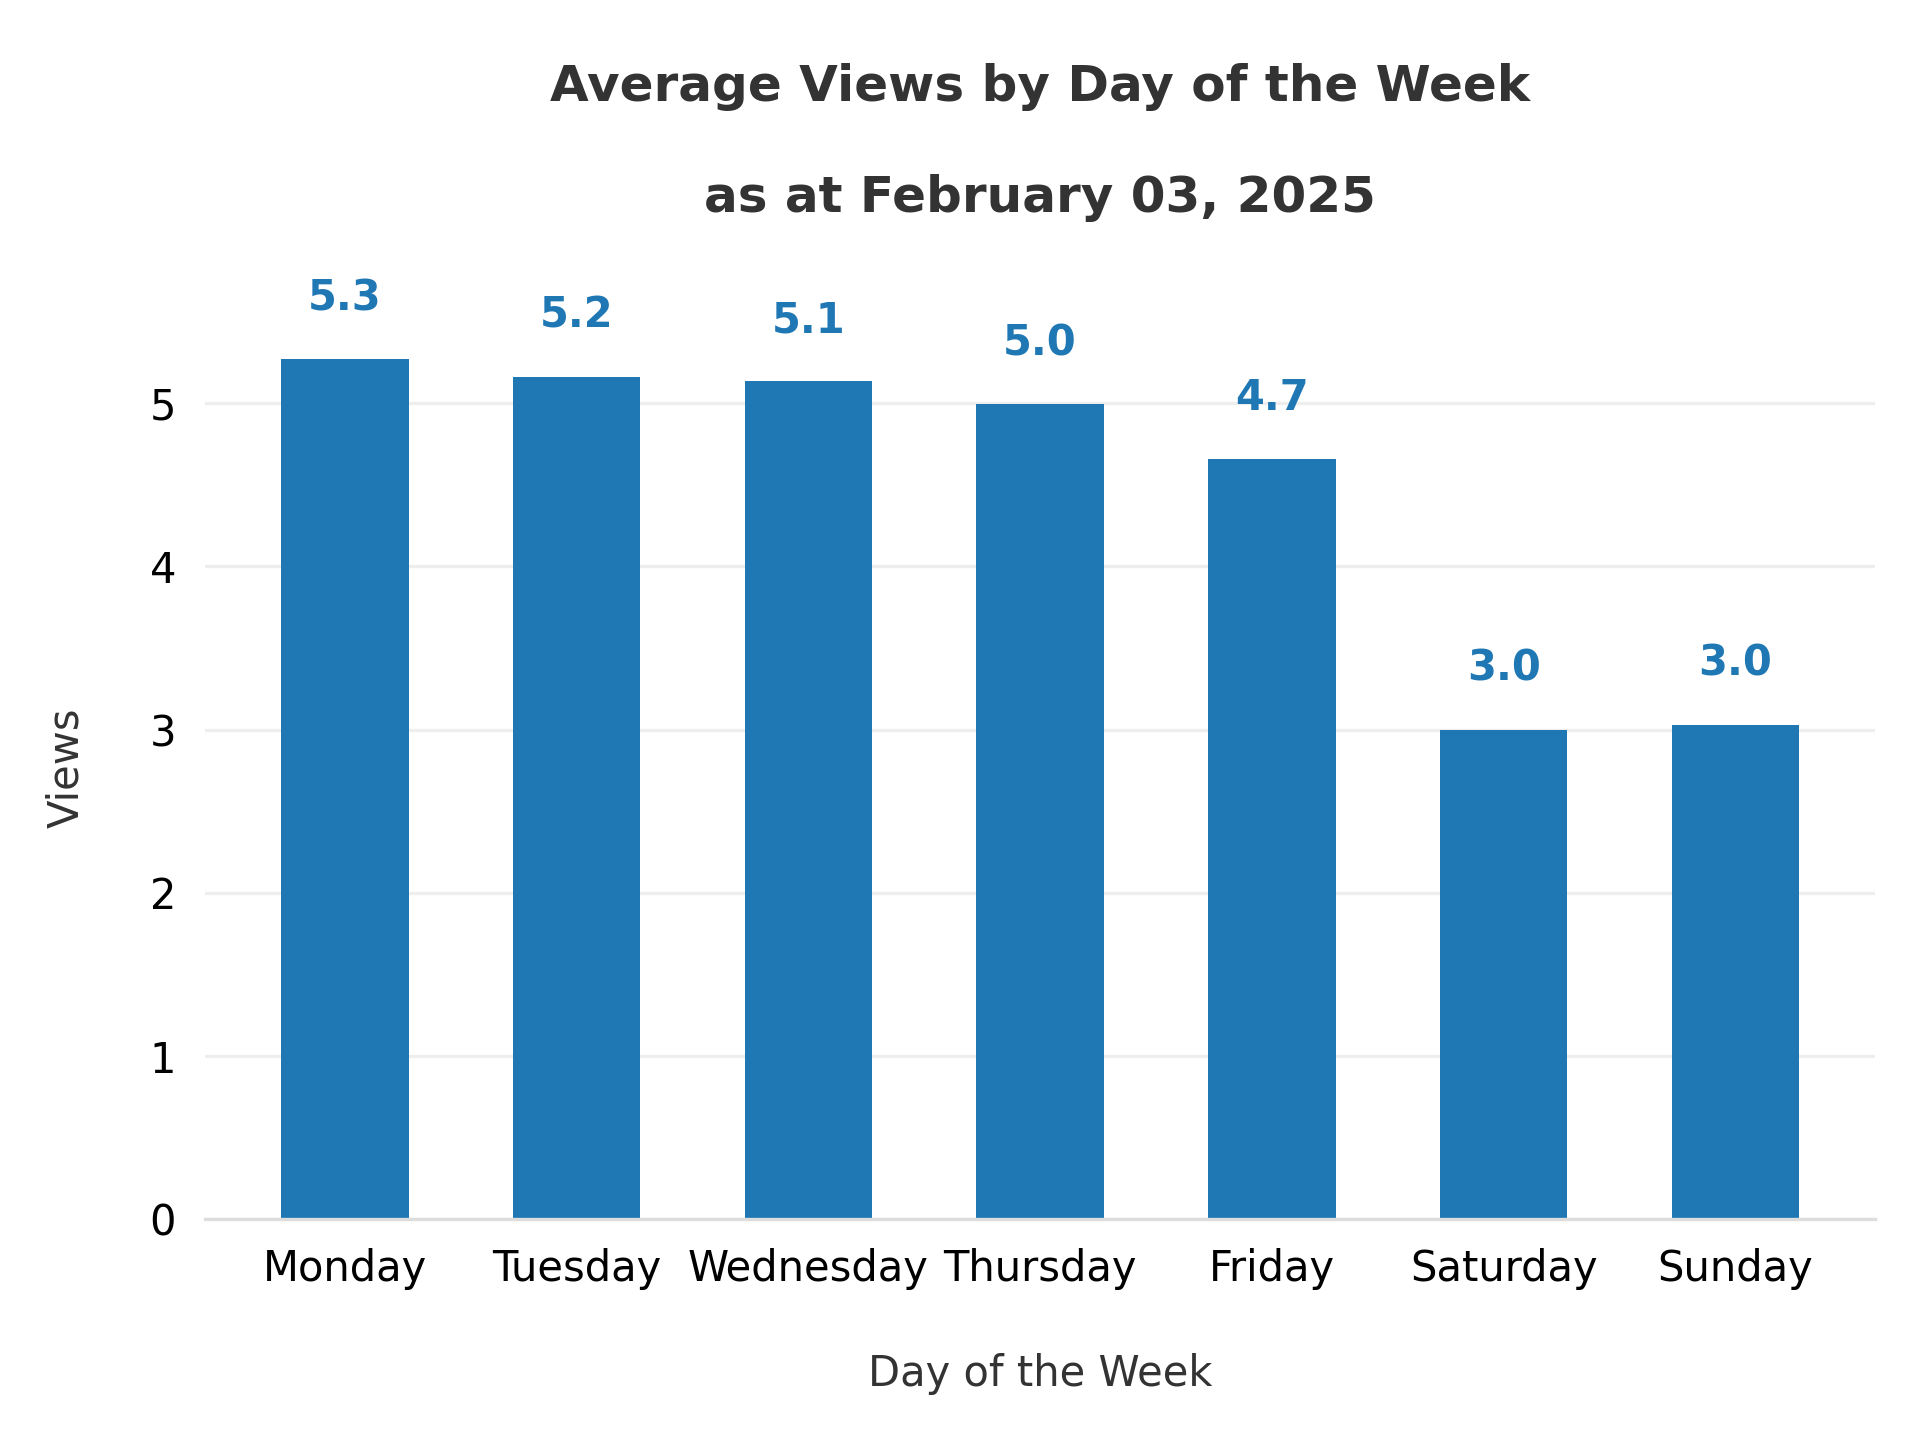 Average Views by Day of the Week
as at February 03, 2025
5.3
5.2
5.1
5.0
4.7
3.0
3.0
5
4
3
2
1
0
Views
Monday Tuesday Wednesday Thursday Friday Saturday Sunday
Day of the Week